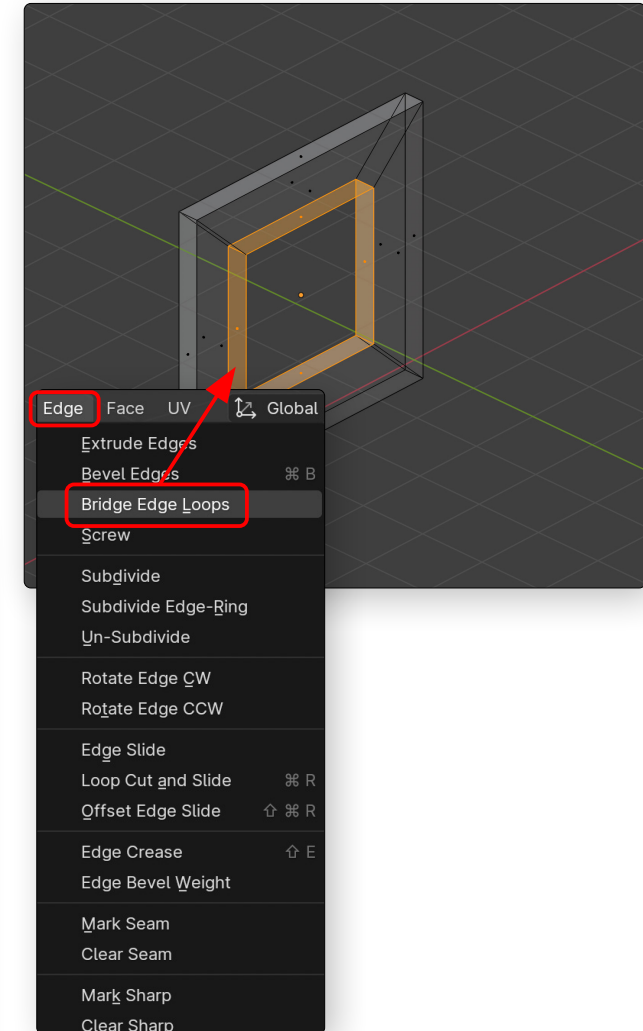 Edge Face UV Global
Extrude Edges
Bevel Edges ⌘ B
Bridge Edge Loops
Screw
Subdivide
Subdivide Edge-Ring
Un-Subdivide
Rotate Edge CW
Rotate Edge CCW
Edge Slide
Loop Cut and Slide ⌘ R
Offset Edge Slide ⇧ ⌘ R
Edge Crease ⇧ E
Edge Bevel Weight
Mark Seam
Clear Seam
Mark Sharp
Clear Sharp